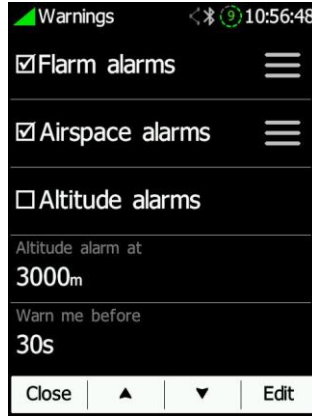 Warnings 9 10:56:48
Flarm alarms
Airspace alarms
Altitude alarms
Altitude alarm at
3000m
Warn me before
30s
Close Edit